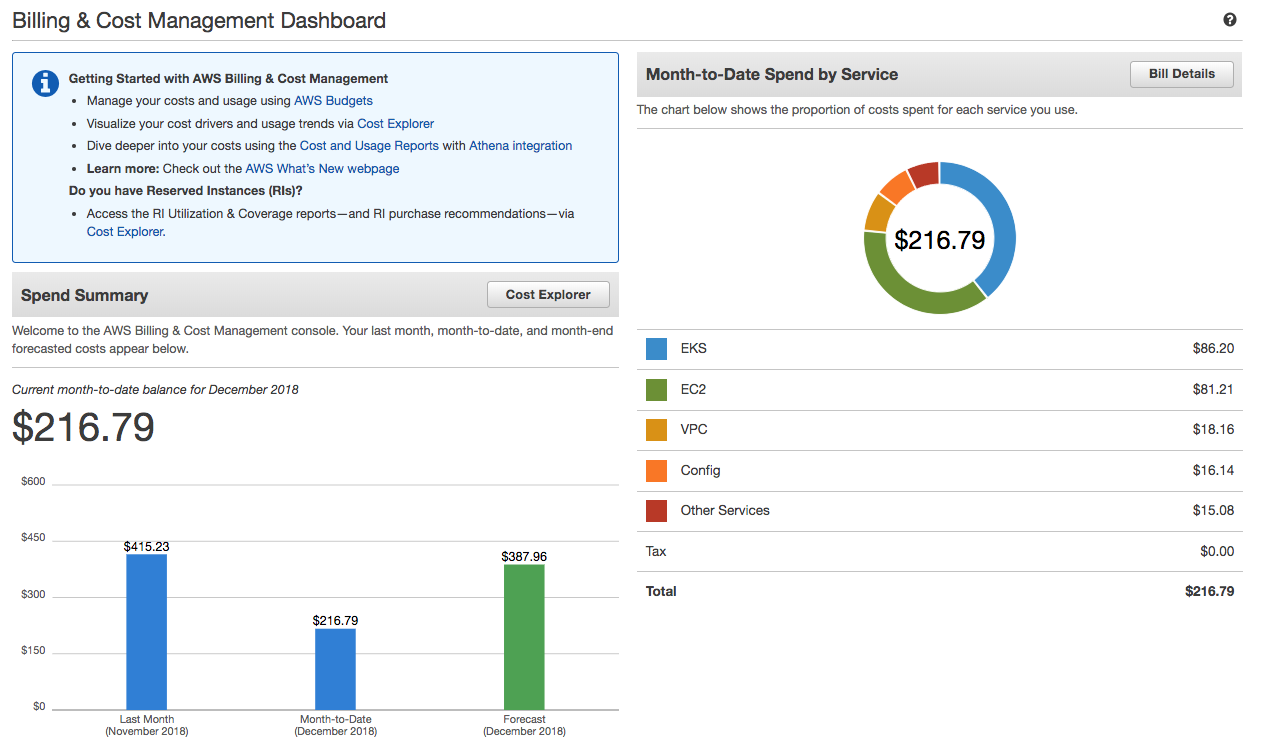 Billing & Cost Management Dashboard
Getting Started with AWS Billing & Cost Management
• Manage your costs and usage using AWS Budgets
• Visualize your cost drivers and usage trends via Cost Explorer
• Dive deeper into your costs using the Cost and Usage Reports with Athena integration
• Learn more: Check out the AWS What's New webpage
Do you have Reserved Instances (RIs)?
• Access the RI Utilization & Coverage reports—and RI purchase recommendations—via
Cost Explorer.
Spend Summary
Cost Explorer
Welcome to the AWS Billing & Cost Management console. Your last month, month-to-date, and month-end
forecasted costs appear below.
Current month-to-date balance for December 2018
$216.79
$600
$450
$300
$150
$0
$415.23
$216.79
$387.96
Last Month
(November 2018)
Month-to-Date
(December 2018)
Forecast
(December 2018)
Month-to-Date Spend by Service
Bill Details
The chart below shows the proportion of costs spent for each service you use.
$216.79
EKS $86.20
EC2 $81.21
VPC $18.16
Config $16.14
Other Services $15.08
Tax $0.00
Total $216.79